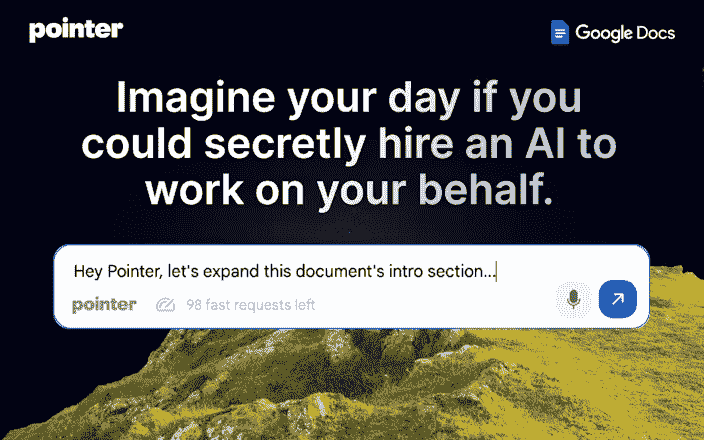 pointer
Google Docs
Imagine your day if you
could secretly hire an AI to
work on your behalf.
Hey Pointer, let's expand this document's intro section...
pointer
98 fast requests left